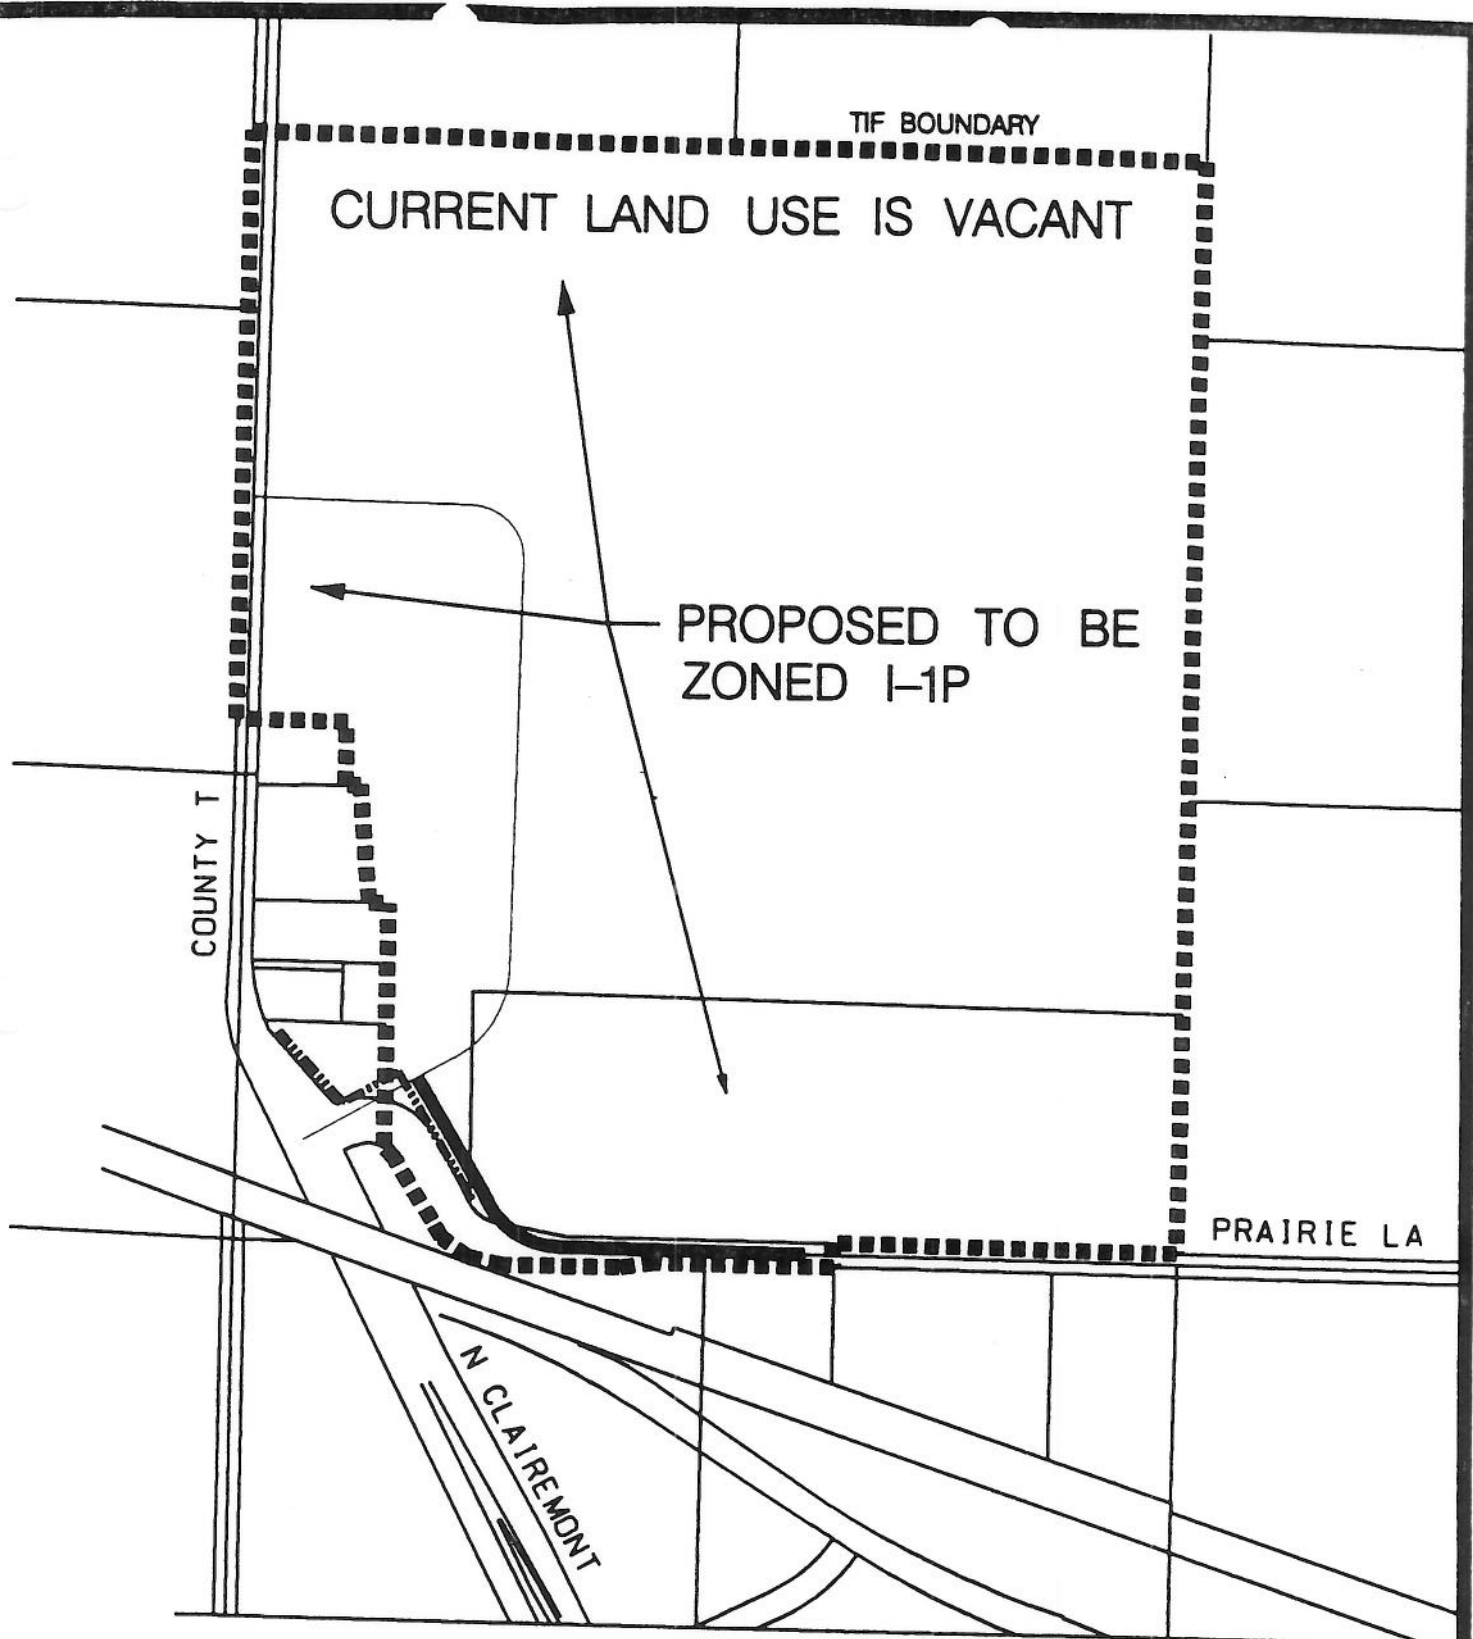 TIF BOUNDARY
CURRENT LAND USE IS VACANT
PROPOSED TO BE
ZONED I-1P
COUNTY T
PRAIRIE LA
N CLAIREMONT